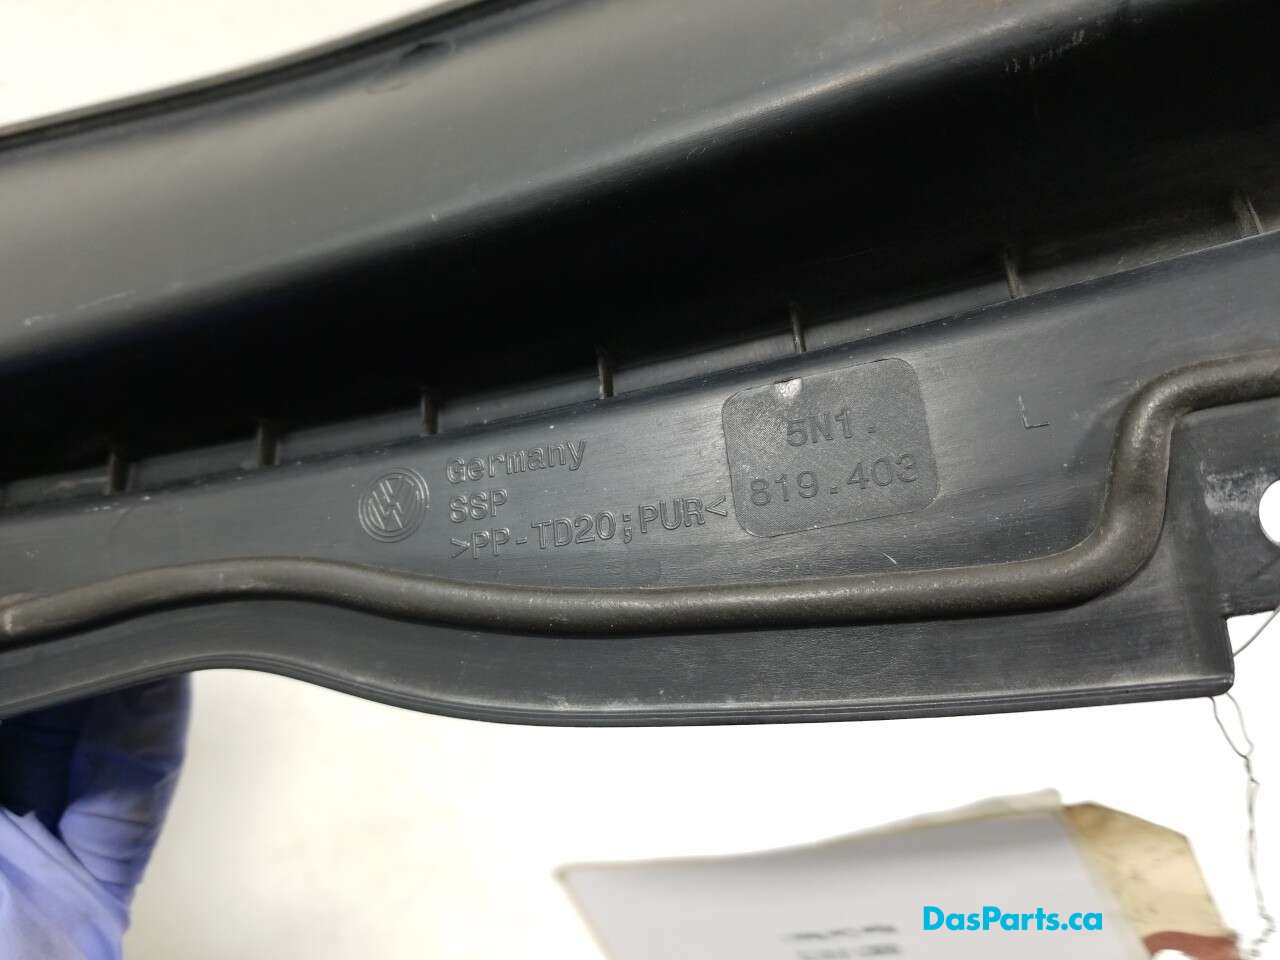 5N1.
819.403
L
Germany
SSP
>PP-TD20;PUR<
DasParts.ca